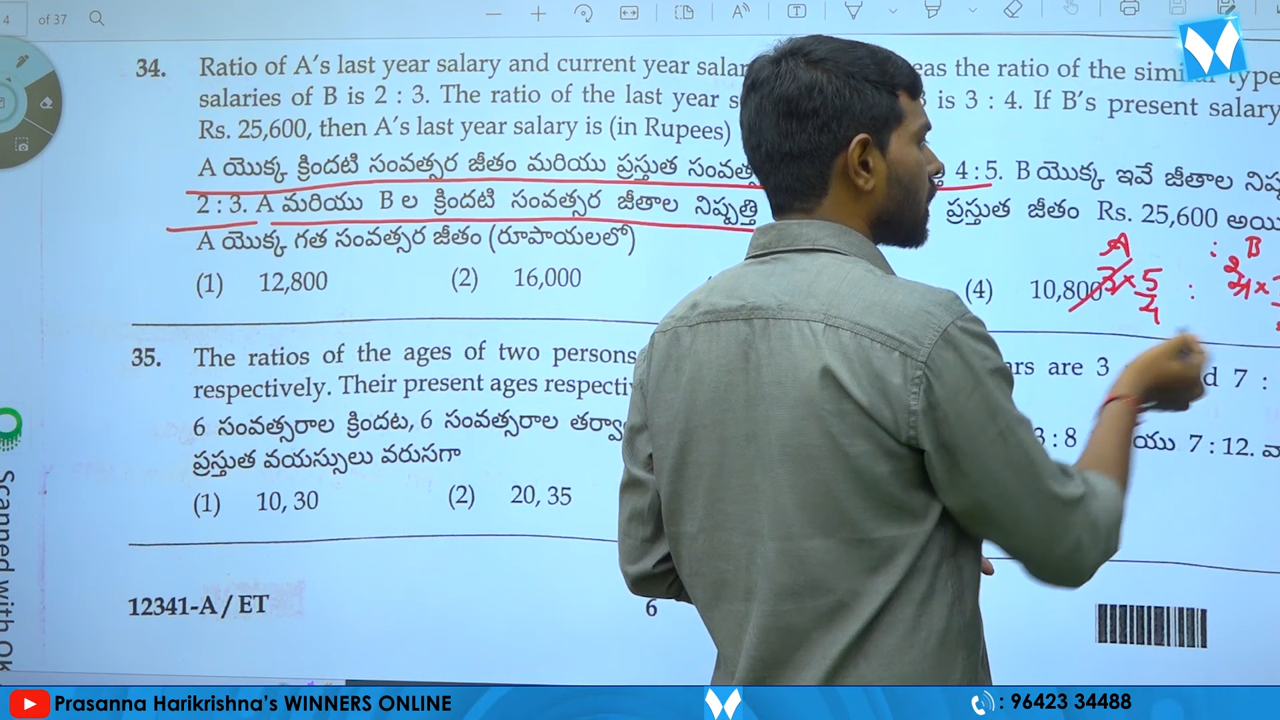 4 of 37
34. Ratio of A's last year salary and current year salar eas the ratio of the similar type
salaries of B is 2 : 3. The ratio of the last year s is 3 : 4. If B's present salary
Rs. 25,600, then A's last year salary is (in Rupees)
A యొక్క క్రిందటి సంవత్సర జీతం మరియు ప్రస్తుత సంవత్స 4 : 5. B యొక్క ఇవే జీతాల నిష్ప
2 : 3. A మరియు B ల క్రిందటి సంవత్సర జీతాల నిష్పత్తి ప్రస్తుత జీతం Rs. 25,600 అయి
A యొక్క గత సంవత్సర జీతం (రూపాయలలో)
A : B
(1) 12,800 (2) 16,000 (4) 10,800
5/4 :
35. The ratios of the ages of two persons ars are 3 d 7 :
respectively. Their present ages respecti
6 సంవత్సరాల క్రిందట, 6 సంవత్సరాల తర్వా 3 : 8 యు 7 : 12. వా
ప్రస్తుత వయస్సులు వరుసగా
(1) 10, 30 (2) 20, 35
12341-A / ET 6
Scanned with
Prasanna Harikrishna's WINNERS ONLINE : 96423 34488